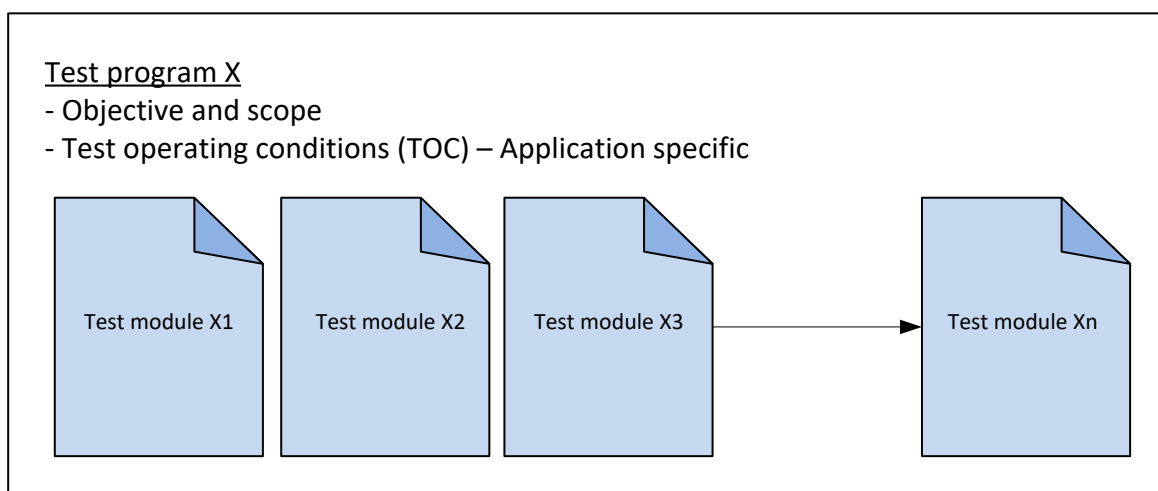 Test program X
- Objective and scope
- Test operating conditions (TOC) – Application specific
Test module X1
Test module X2
Test module X3
Test module Xn